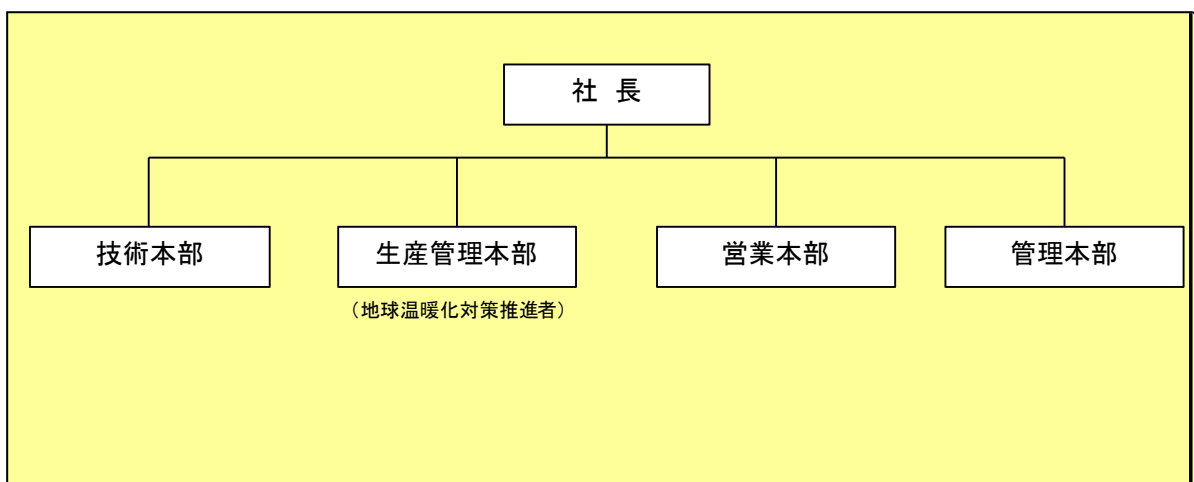 社 長
技術本部
生産管理本部
営業本部
管理本部
（地球温暖化対策推進者）